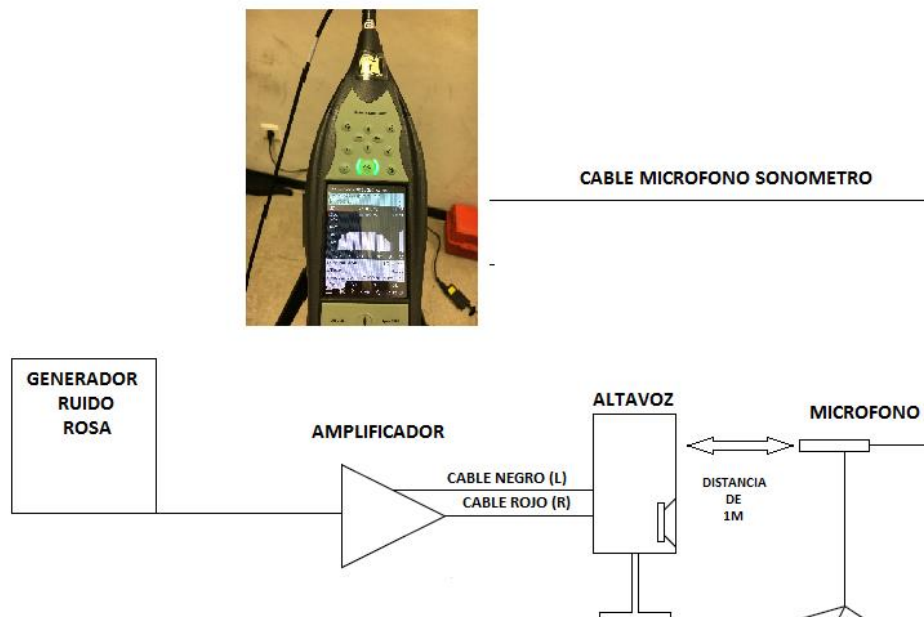 CABLE MICROFONO SONOMETRO
GENERADOR
RUIDO
ROSA
AMPLIFICADOR
CABLE NEGRO (L)
CABLE ROJO (R)
ALTAVOZ
DISTANCIA
DE
1M
MICROFONO